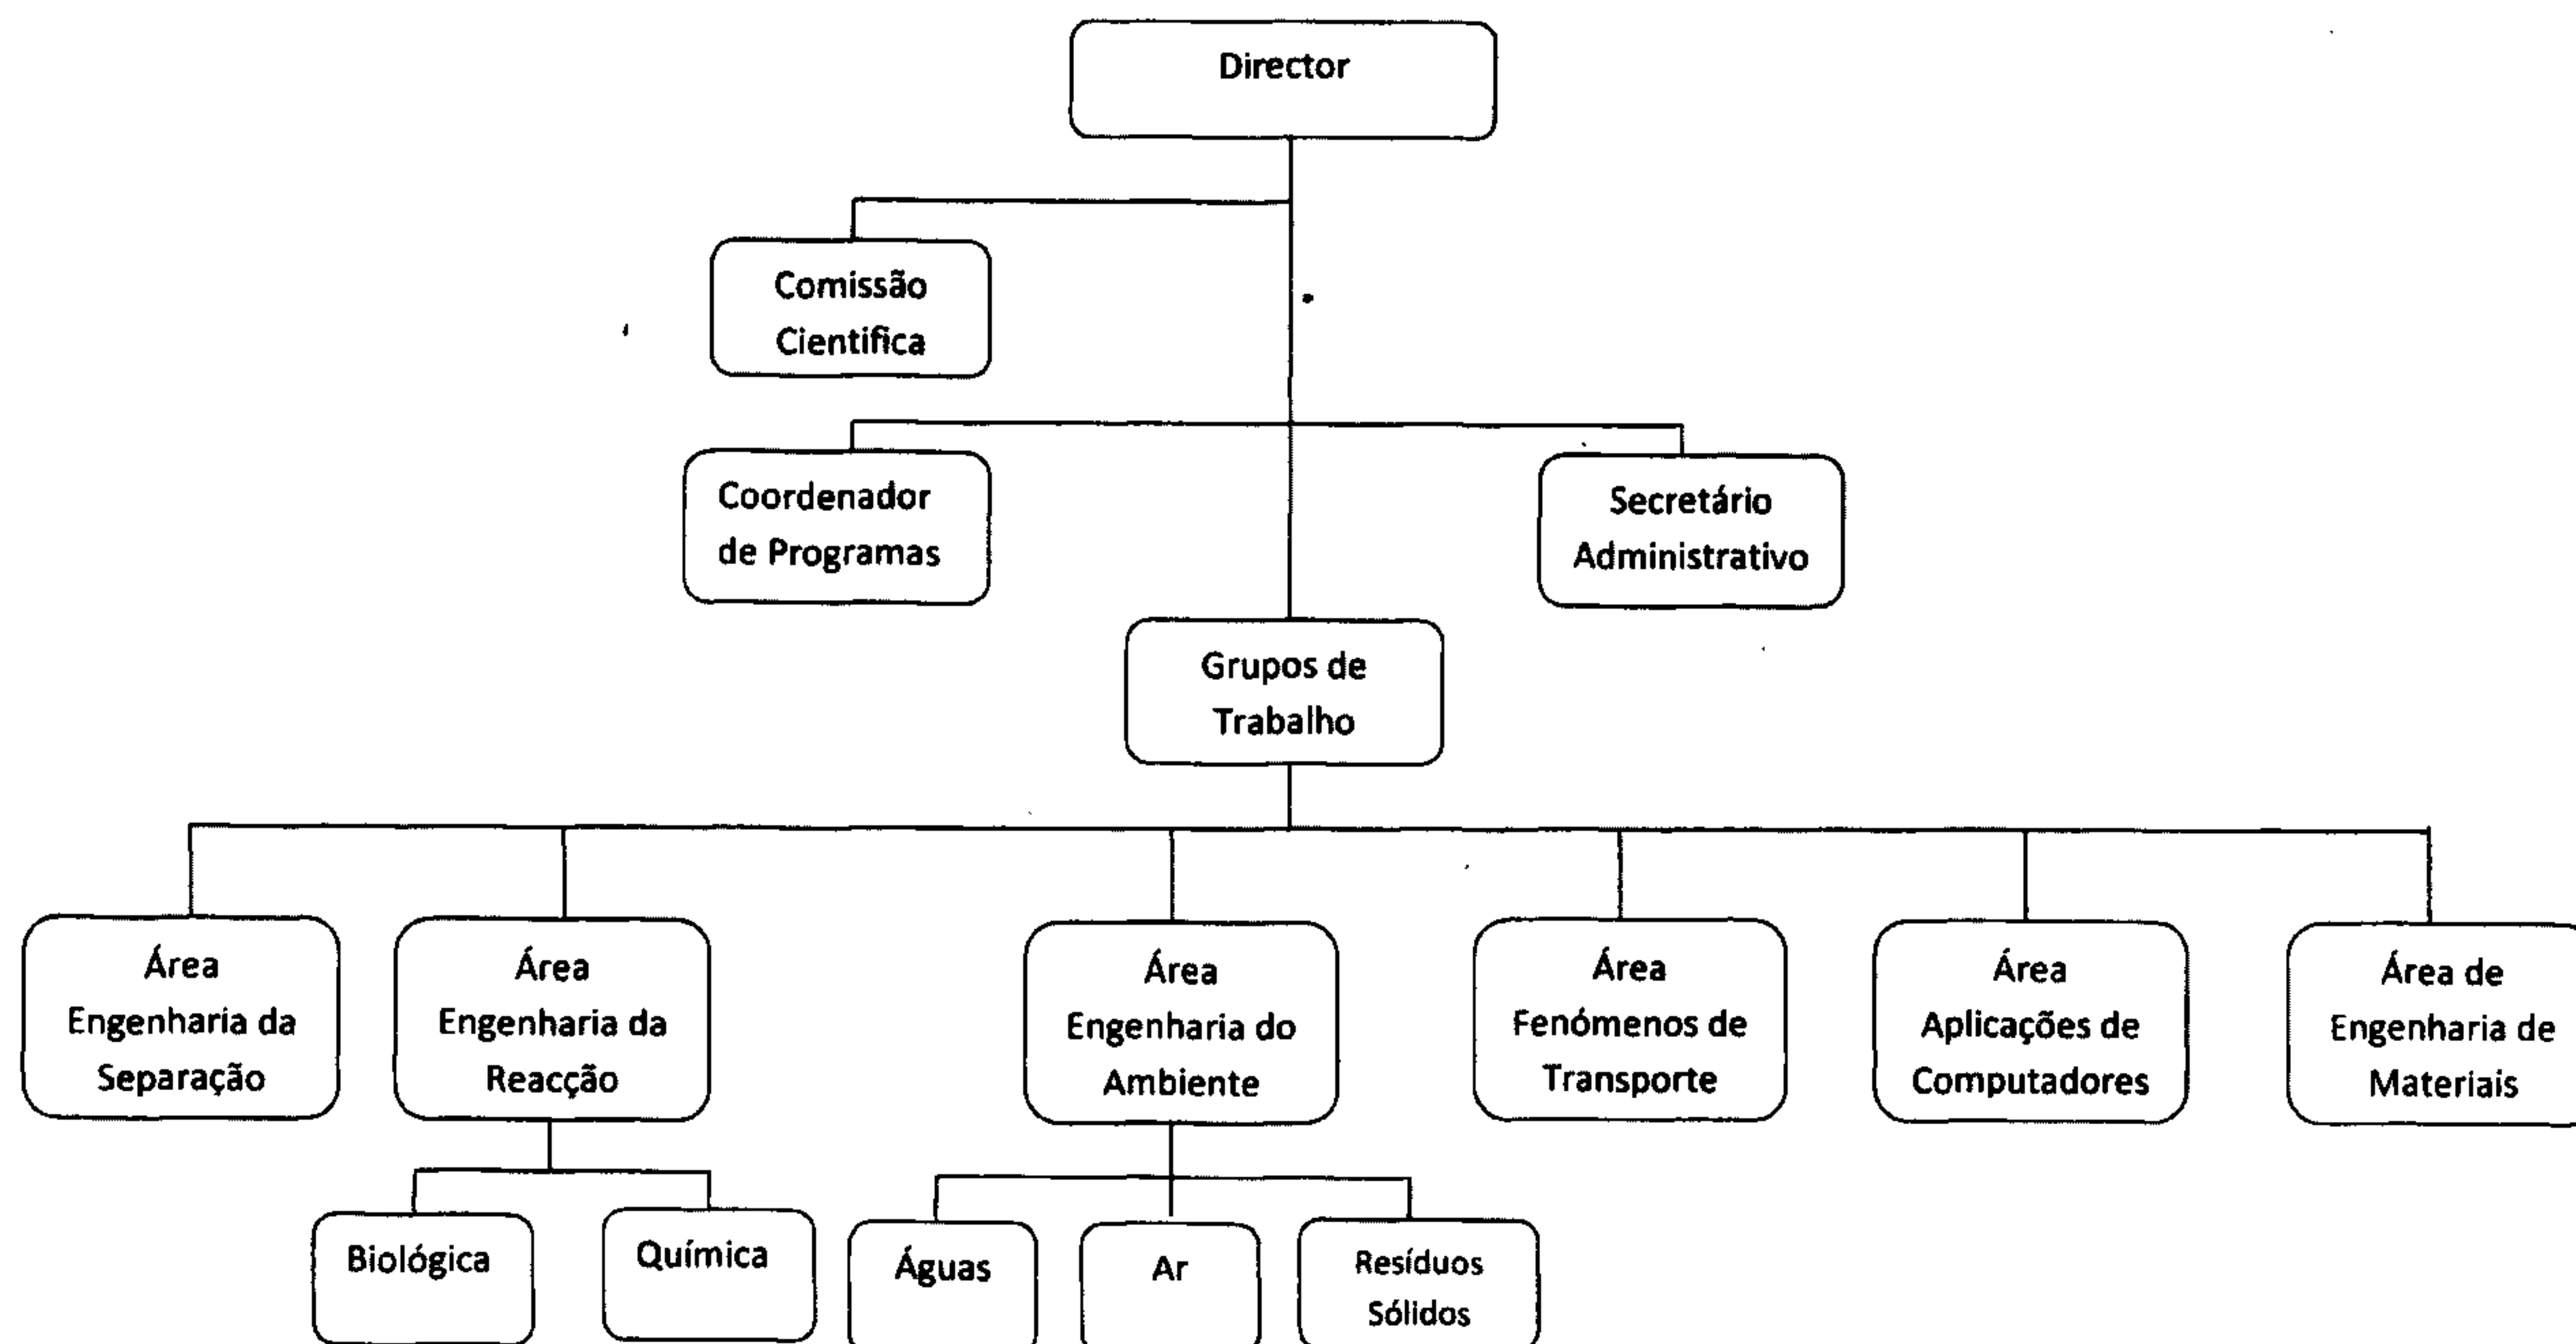 Director
Comissão
Cientifica
Coordenador
de Programas
Secretário
Administrativo
Grupos de
Trabalho
Área
Engenharia da
Separação
Área
Engenharia da
Reacção
Área
Engenharia do
Ambiente
Área
Fenómenos de
Transporte
Área
Aplicações de
Computadores
Área de
Engenharia de
Materiais
Biológica
Química
Águas
Ar
Resíduos
Sólidos